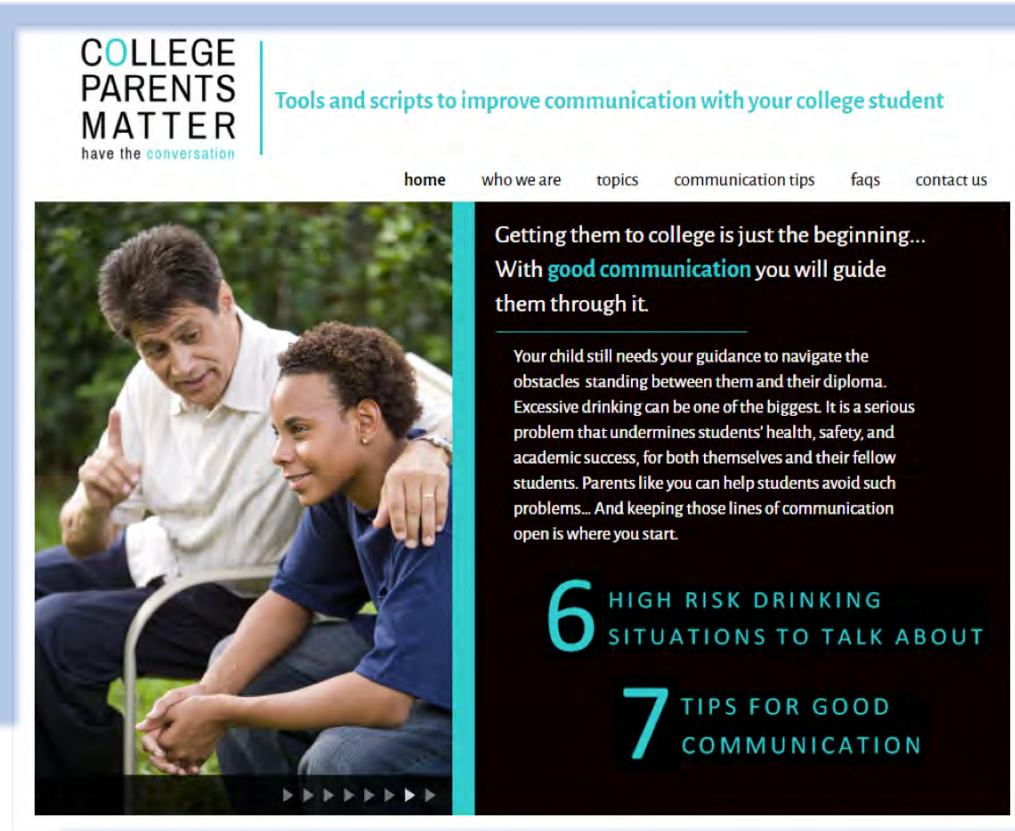 COLLEGE
PARENTS
MATTER
have the conversation
Tools and scripts to improve communication with your college student
home who we are topics communication tips faqs contact us
Getting them to college is just the beginning...
With good communication you will guide
them through it.
Your child still needs your guidance to navigate the
obstacles standing between them and their diploma.
Excessive drinking can be one of the biggest. It is a serious
problem that undermines students' health, safety, and
academic success, for both themselves and their fellow
students. Parents like you can help students avoid such
problems... And keeping those lines of communication
open is where you start.
6 HIGH RISK DRINKING
SITUATIONS TO TALK ABOUT
7 TIPS FOR GOOD
COMMUNICATION